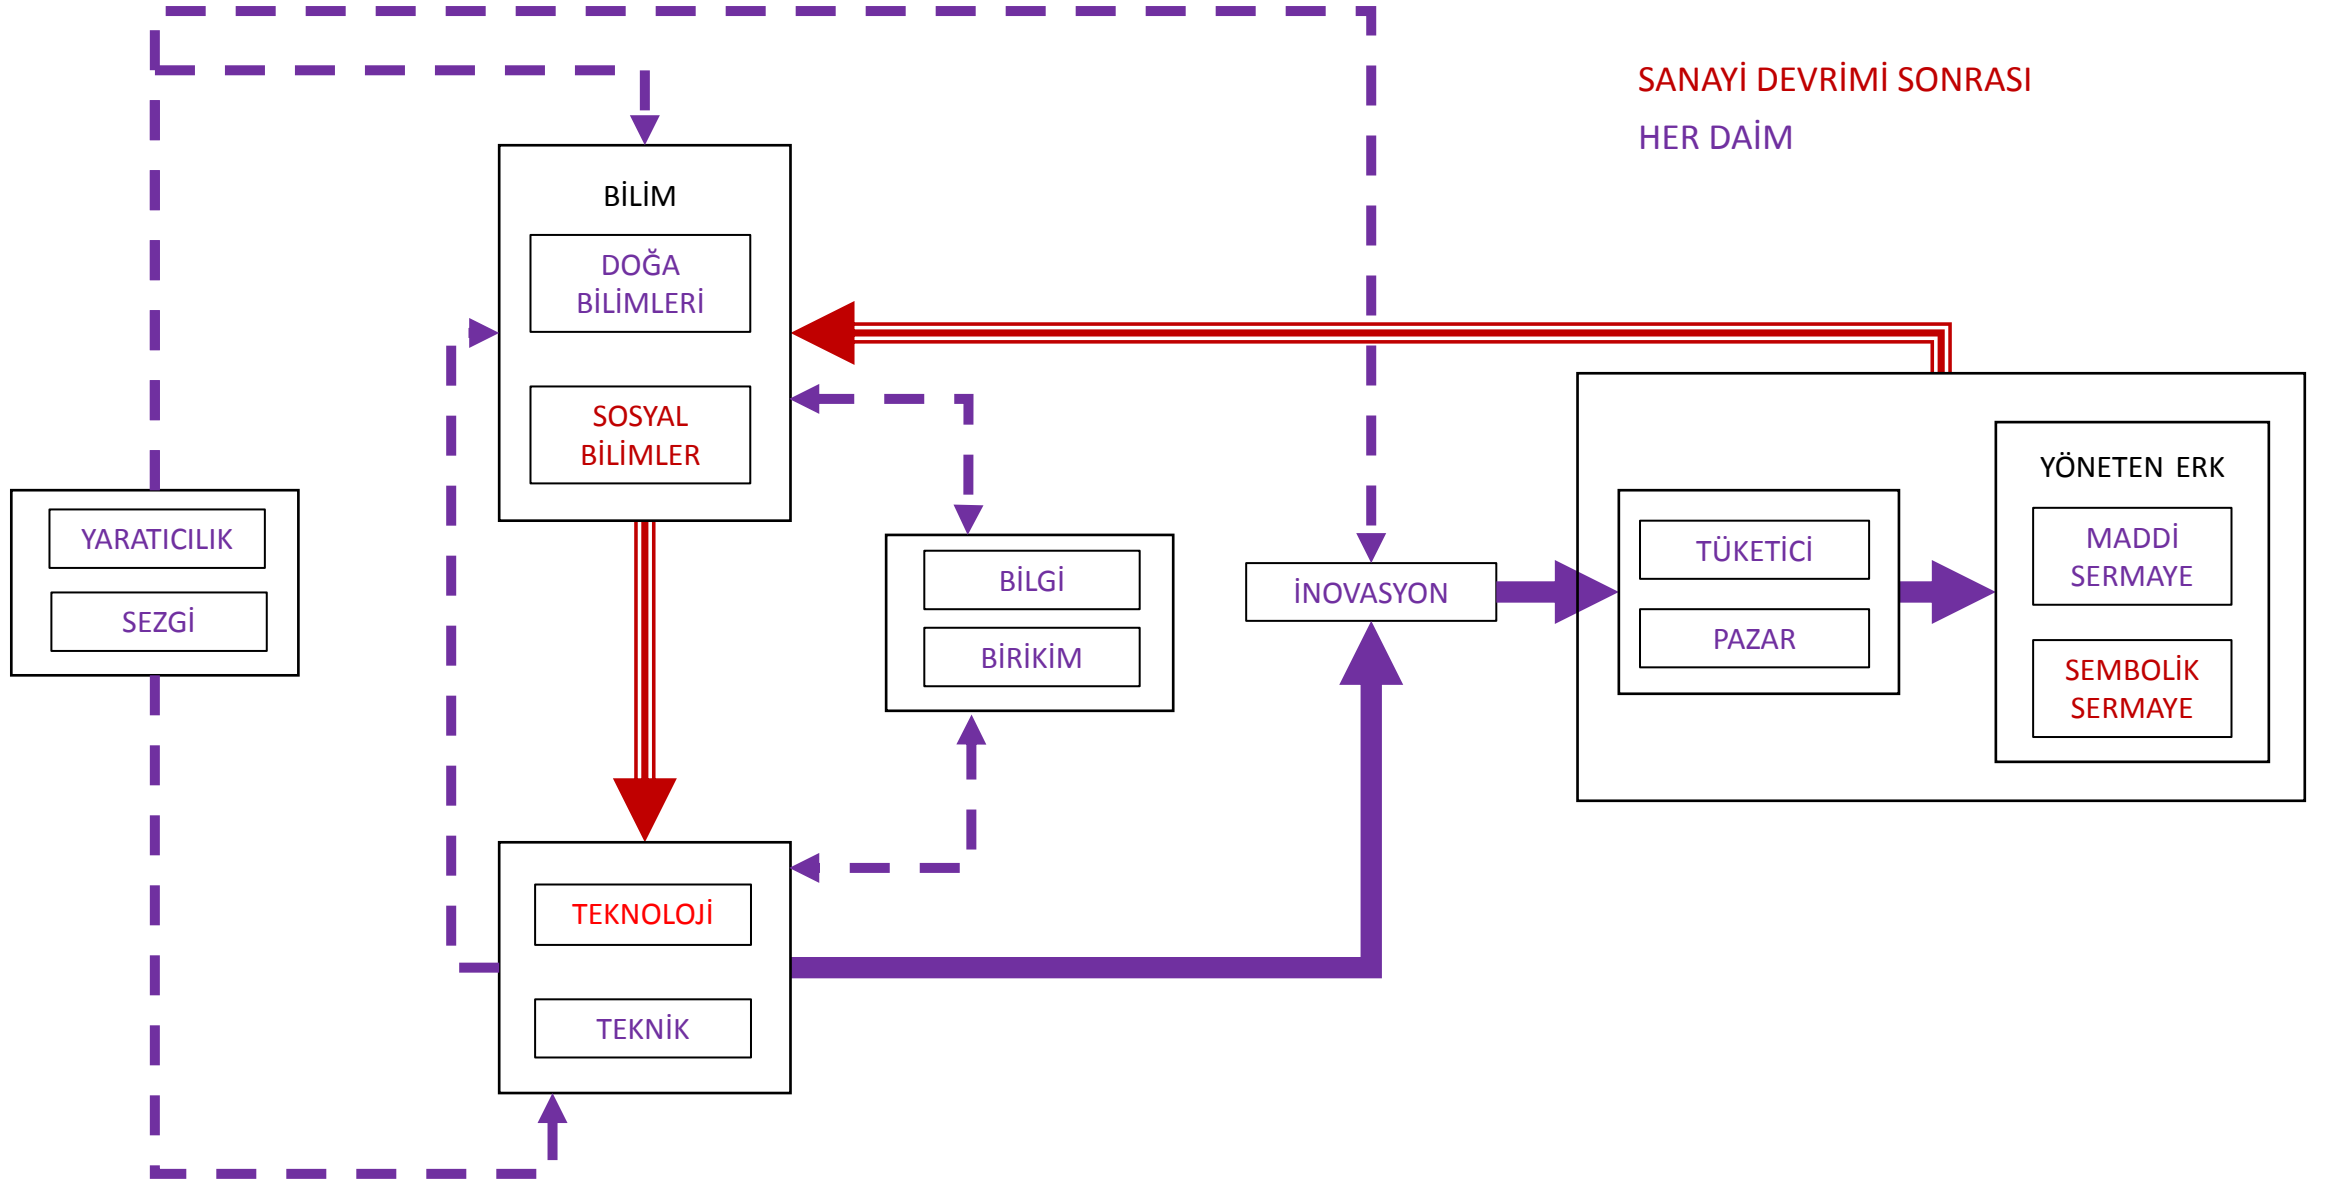 SANAYİ DEVRİMİ SONRASI
HER DAİM
BİLİM
DOĞA
BİLİMLERİ
SOSYAL
BİLİMLER
YARATICILIK
SEZGİ
BİLGİ
BİRİKİM
İNOVASYON
TÜKETİCİ
PAZAR
YÖNETEN ERK
MADDİ
SERMAYE
SEMBOLİK
SERMAYE
TEKNOLOJİ
TEKNİK